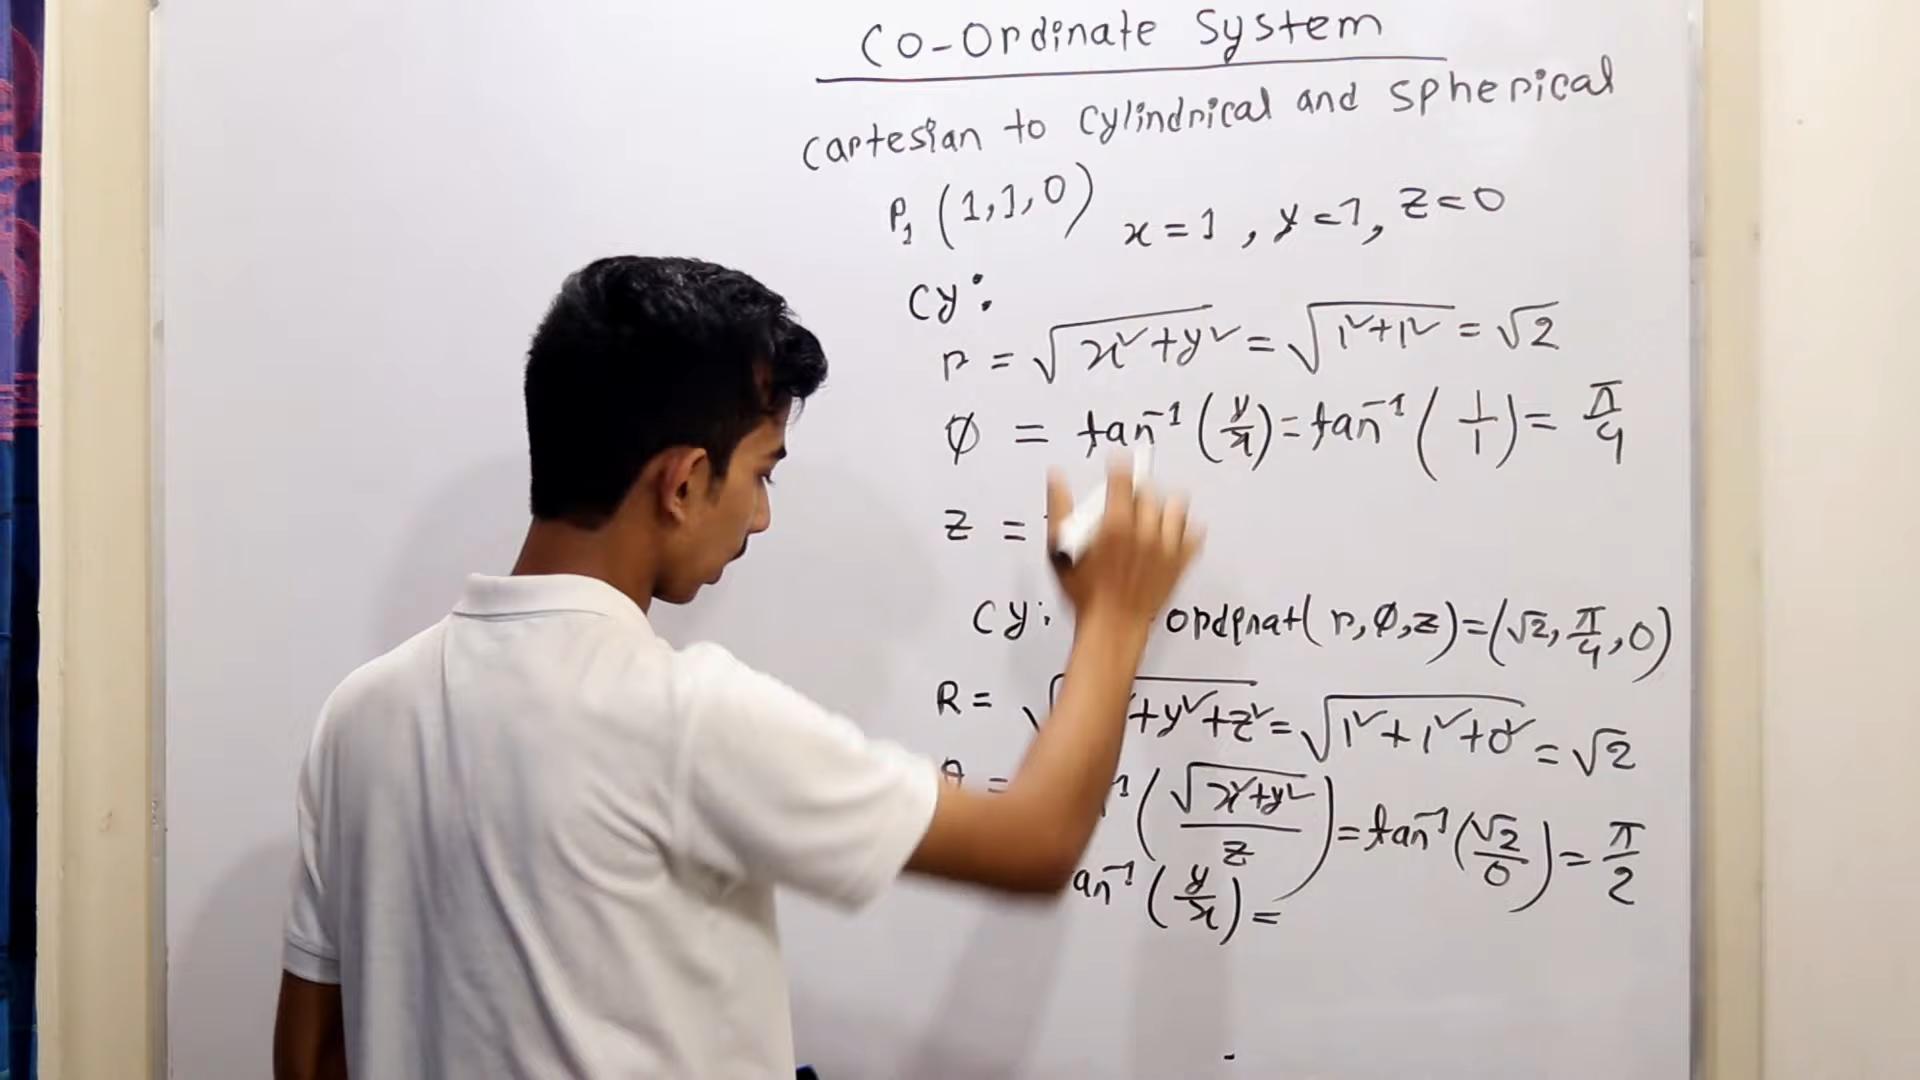 Co-Ordinate System
Cartesian to Cylindrical and Spherical
P₁ (1,1,0) x = 1 , y = 1, z = 0
Cy:
r = √x²+y² = √1²+1² = √2
φ = tan⁻¹ (y/x) = tan⁻¹ (1/1) = π/4
z =
Cy: ordinat(r,φ,z)=(√2, π/4, 0)
R = √ +y²+z² = √1²+1²+0² = √2
θ = ⁻¹ (√x²+y²/z) = tan⁻¹ (√2/0) = π/2
an⁻¹ (y/x) =